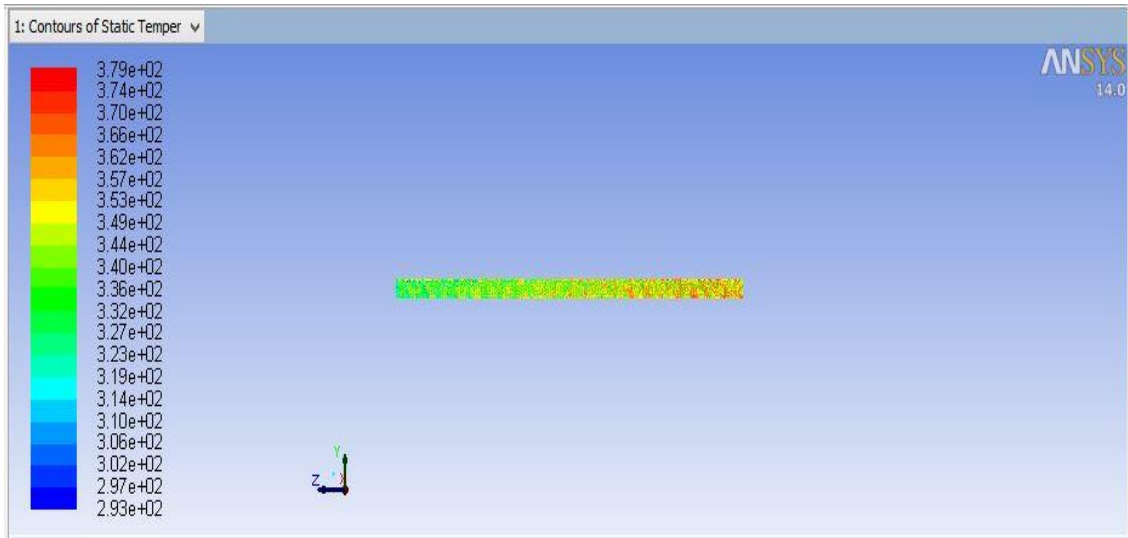 1: Contours of Static Temper
ANSYS
14.0
3.79e+02
3.74e+02
3.70e+02
3.66e+02
3.62e+02
3.57e+02
3.53e+02
3.49e+02
3.44e+02
3.40e+02
3.36e+02
3.32e+02
3.27e+02
3.23e+02
3.19e+02
3.14e+02
3.10e+02
3.06e+02
3.02e+02
2.97e+02
2.93e+02
Y
Z X